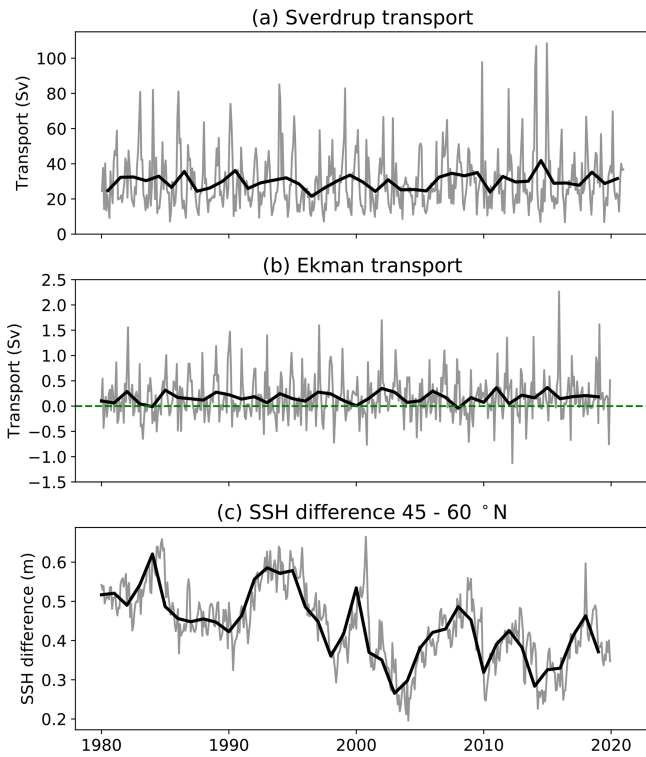 (a) Sverdrup transport
Transport (Sv)
100
80
60
40
20
0
(b) Ekman transport
Transport (Sv)
2.5
2.0
1.5
1.0
0.5
0.0
−0.5
−1.0
−1.5
(c) SSH difference 45 - 60 °N
SSH difference (m)
0.6
0.5
0.4
0.3
0.2
1980 1990 2000 2010 2020